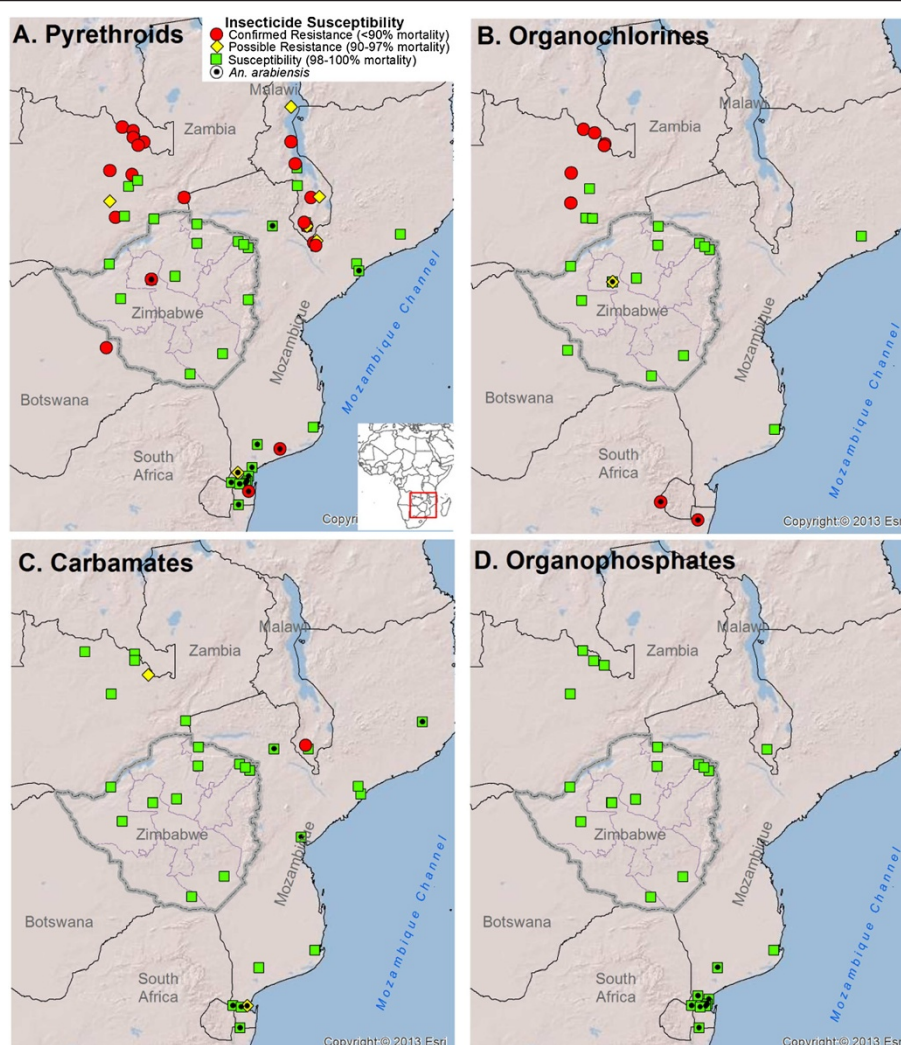 A. Pyrethroids
Insecticide Susceptibility
Confirmed Resistance (<90% mortality)
Possible Resistance (90-97% mortality)
Susceptibility (98-100% mortality)
An. arabiensis
Malawi
Zambia
Zimbabwe
Mozambique
Mozambique Channel
Botswana
South
Africa
Copyri
B. Organochlorines
Malawi
Zambia
Zimbabwe
Mozambique
Mozambique Channel
Botswana
South
Africa
Copyright:© 2013 Esri
C. Carbamates
Malawi
Zambia
Zimbabwe
Mozambique
Mozambique Channel
Botswana
South
Africa
Copyright:© 2013 Esri
D. Organophosphates
Malawi
Zambia
Zimbabwe
Mozambique
Mozambique Channel
Botswana
South
Africa
Copyright:© 2013 Esri